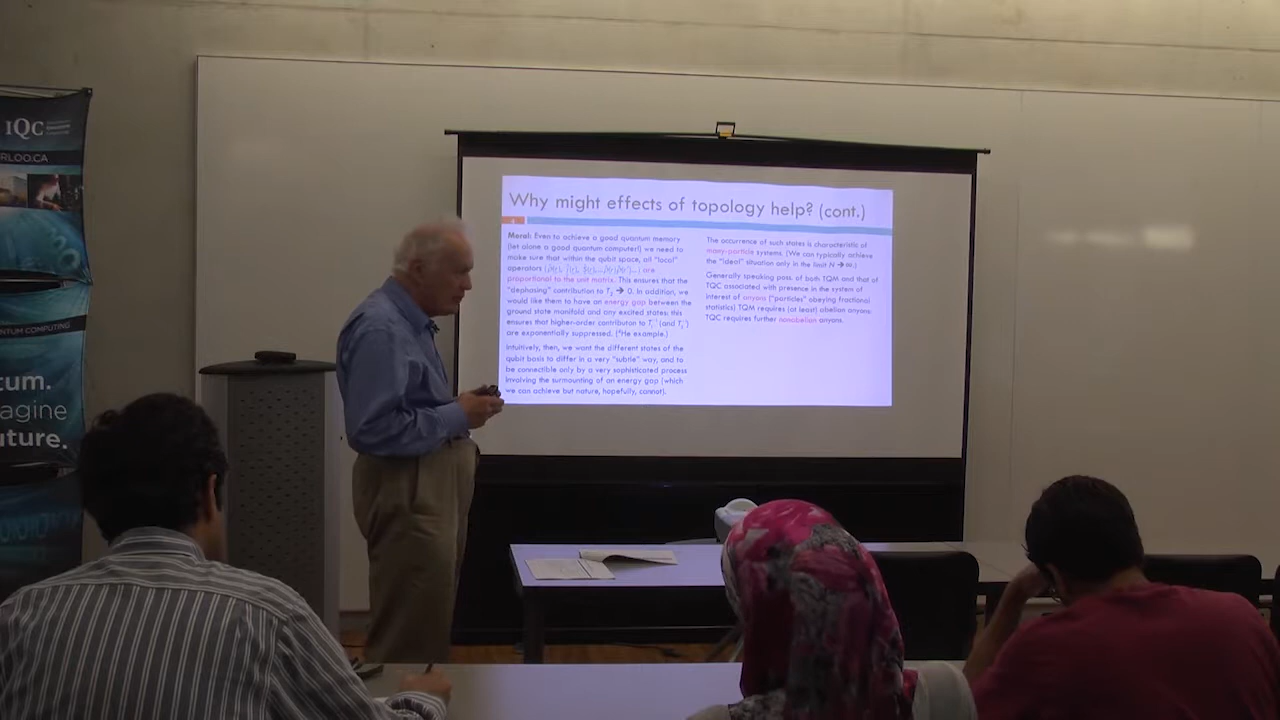 IQC
RLOO.CA
NTUM COMPUTING
tum.
agine
uture.
Why might effects of topology help? (cont.)
Moral: Even to achieve a good quantum memory
(let alone a good quantum computer!) we need to
make sure that within the qubit space, all "local"
operators are
proportional to the unit matrix. This ensures that the
"dephasing" contribution to → 0. In addition, we
would like them to have an energy gap between the
ground state manifold and any excited states: this
ensures that higher-order contributon to (and )
are exponentially suppressed. (⁴He example.)
Intuitively, then, we want the different states of the
qubit basis to differ in a very "subtle" way, and to
be connectible only by a very sophisticated process
involving the surmounting of an energy gap (which
we can achieve but nature, hopefully, cannot).
The occurrence of such states is characteristic of
many-particle systems. (We can typically achieve
the "ideal" situation only in the limit N → ∞.)
Generally speaking poss. of both TQM and that of
TQC associated with presence in the system of
interest of anyons ("particles" obeying fractional
statistics) TQM requires (at least) abelian anyons:
TQC requires further nonabelian anyons.